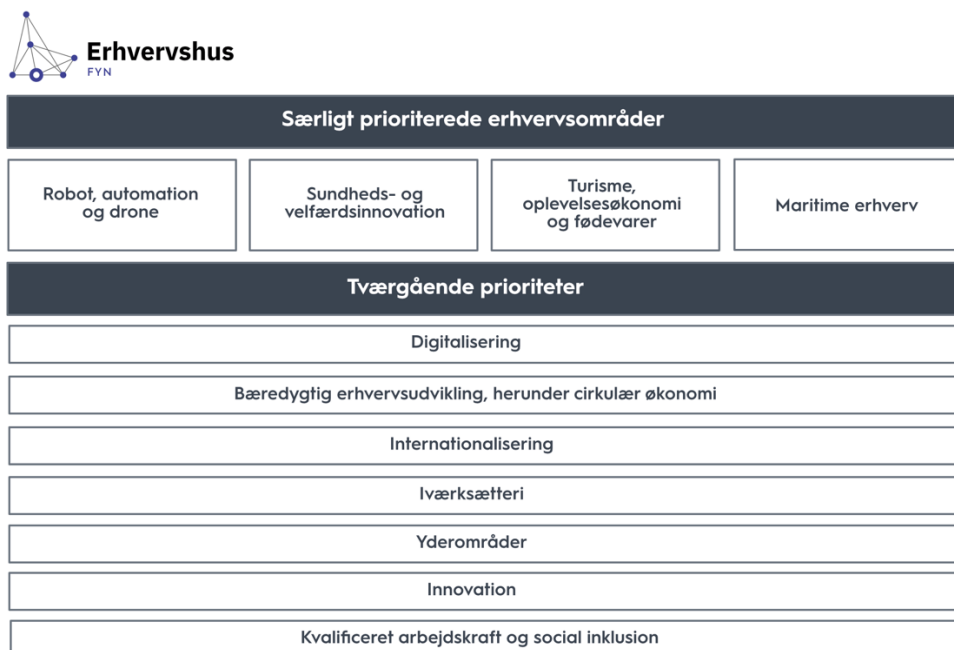 Erhvervshus
FYN
Særligt prioriterede erhvervsområder
Robot, automation
og drone
Sundheds- og
velfærdsinnovation
Turisme,
oplevelsesøkonomi
og fødevarer
Maritime erhverv
Tværgående prioriteter
Digitalisering
Bæredygtig erhvervsudvikling, herunder cirkulær økonomi
Internationalisering
Iværksætteri
Yderområder
Innovation
Kvalificeret arbejdskraft og social inklusion